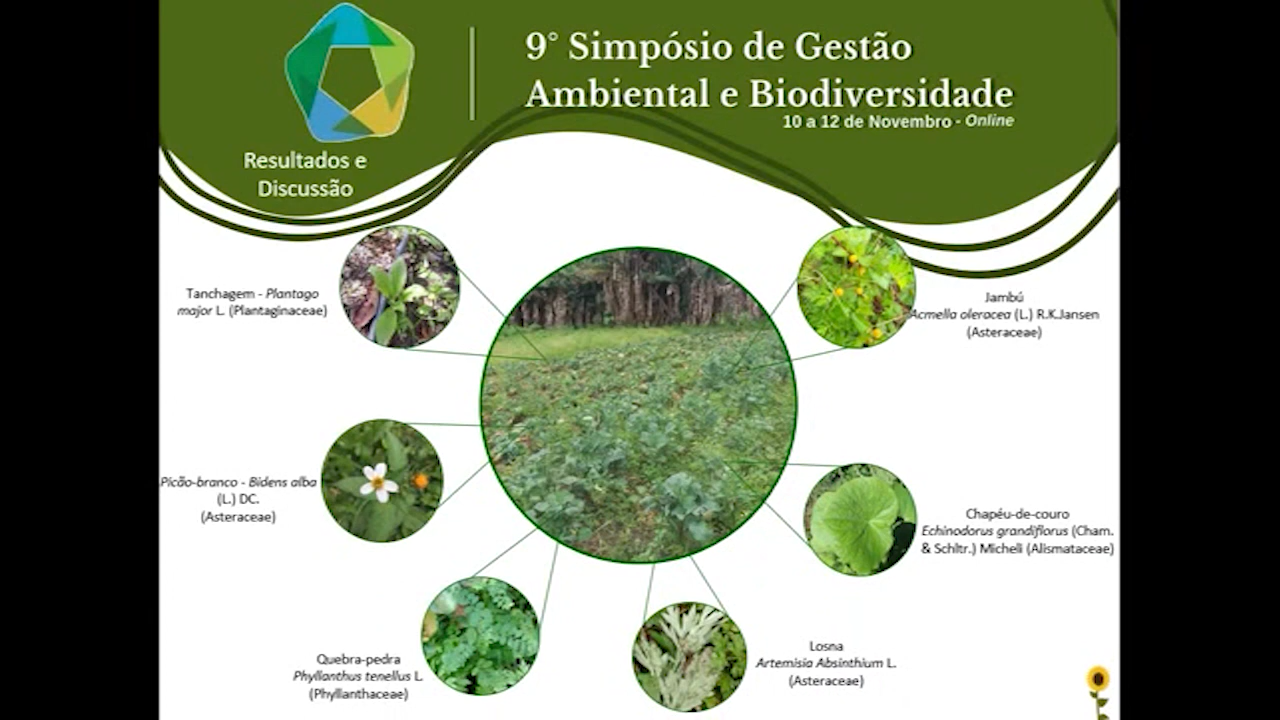 9° Simpósio de Gestão
Ambiental e Biodiversidade
10 a 12 de Novembro - Online
Resultados e
Discussão
Tanchagem - Plantago
major L. (Plantaginaceae)
Jambú
Acmella oleracea (L.) R.K.Jansen
(Asteraceae)
Picão-branco - Bidens alba
(L.) DC.
(Asteraceae)
Chapéu-de-couro
Echinodorus grandiflorus (Cham.
& Schltr.) Micheli (Alismataceae)
Quebra-pedra
Phyllanthus tenellus L.
(Phyllanthaceae)
Losna
Artemisia Absinthium L.
(Asteraceae)